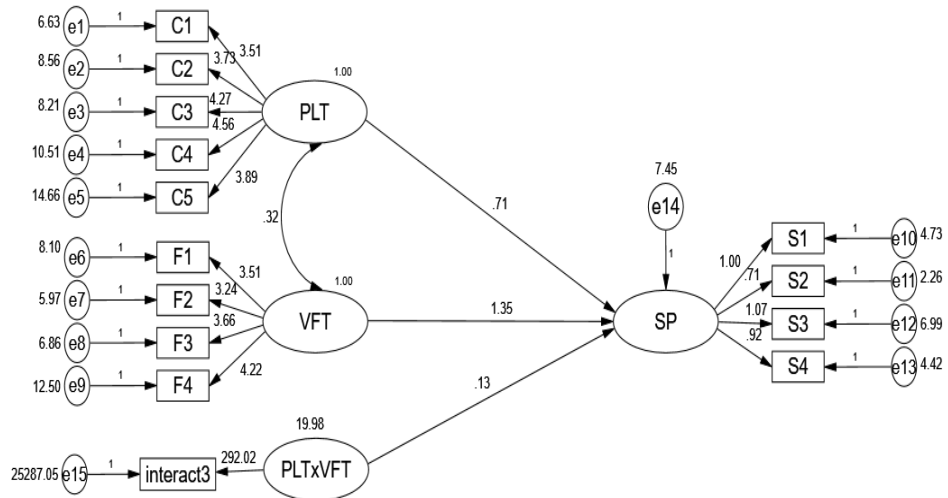 6.63 e1 1 C1
3.51
8.56 e2 1 C2
3.73
1.00
8.21 e3 1 C3
4.27
PLT
4.56
10.51 e4 1 C4
3.89
14.66 e5 1 C5
.32
.71
7.45
e14
1
8.10 e6 1 F1
3.51
1.00
5.97 e7 1 F2
3.24
3.66
VFT
1.35
6.86 e8 1 F3
4.22
12.50 e9 1 F4
SP
1.00
S1 1 e10 4.73
.71
S2 1 e11 2.26
1.07
S3 1 e12 6.99
.92
S4 1 e13 4.42
.13
19.98
25287.05 e15 1 interact3 292.02 PLTxVFT